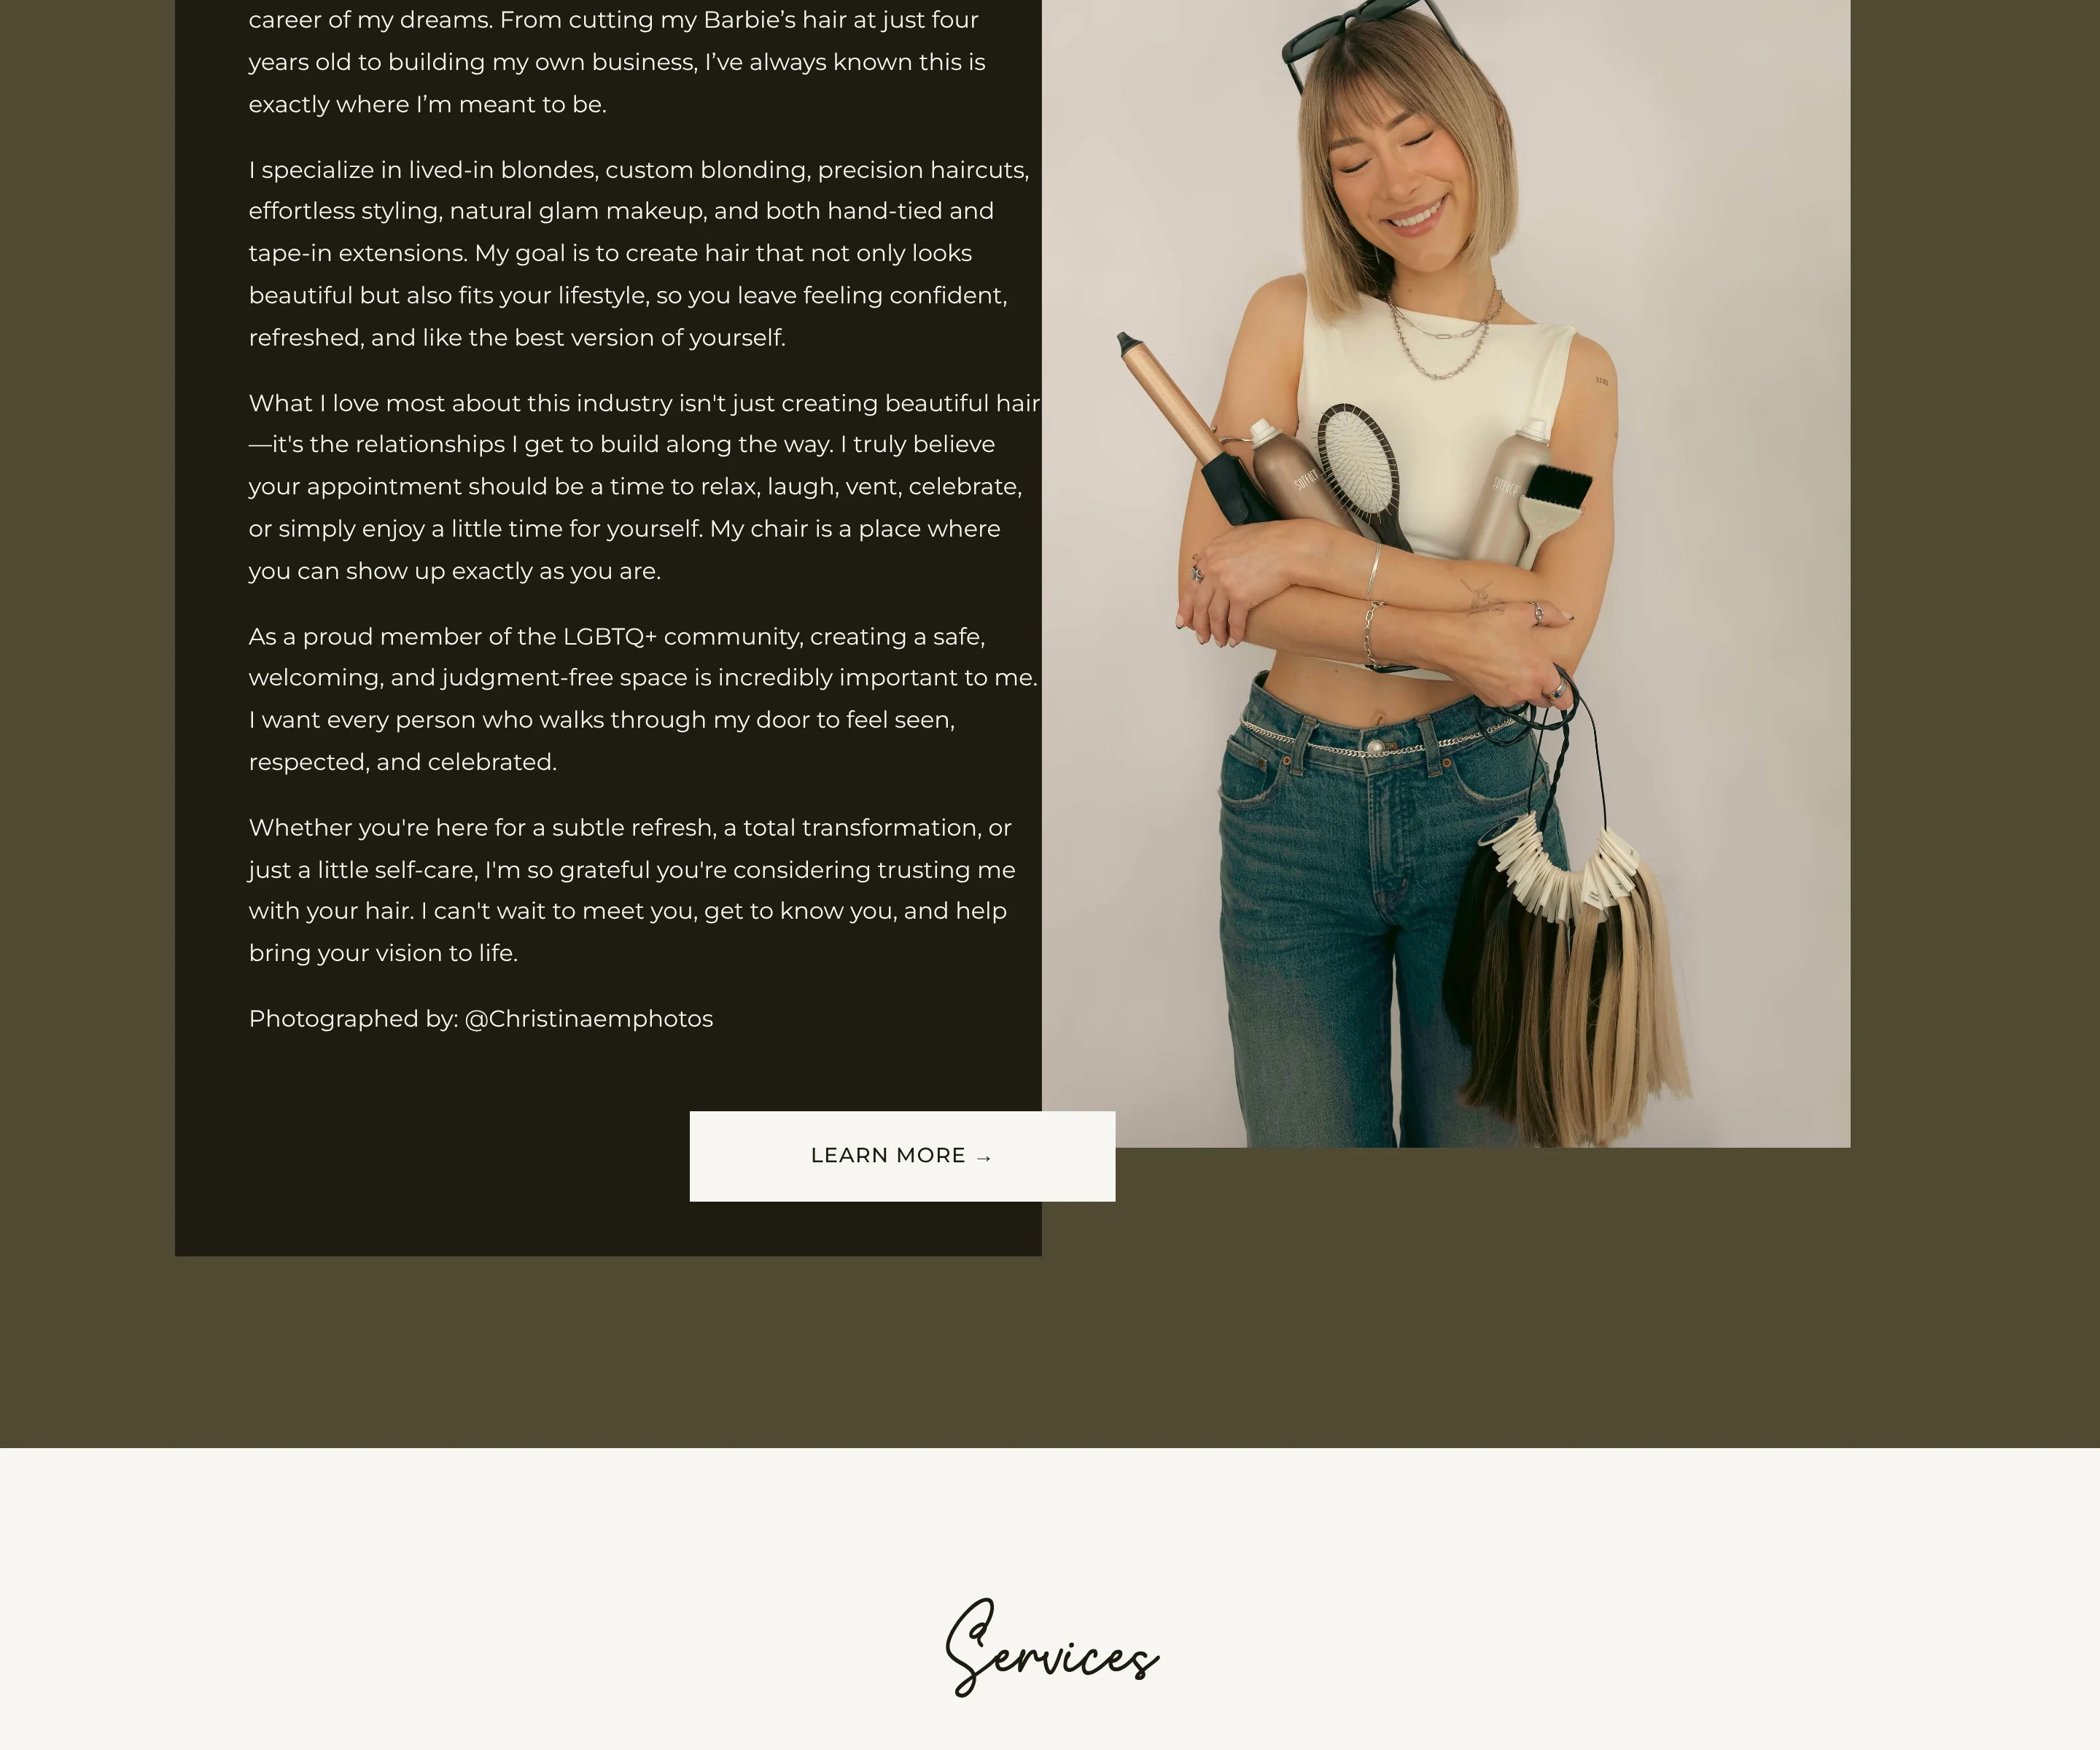 career of my dreams. From cutting my Barbie’s hair at just four
years old to building my own business, I’ve always known this is
exactly where I’m meant to be.
I specialize in lived-in blondes, custom blonding, precision haircuts,
effortless styling, natural glam makeup, and both hand-tied and
tape-in extensions. My goal is to create hair that not only looks
beautiful but also fits your lifestyle, so you leave feeling confident,
refreshed, and like the best version of yourself.
What I love most about this industry isn't just creating beautiful hair
—it's the relationships I get to build along the way. I truly believe
your appointment should be a time to relax, laugh, vent, celebrate,
or simply enjoy a little time for yourself. My chair is a place where
you can show up exactly as you are.
As a proud member of the LGBTQ+ community, creating a safe,
welcoming, and judgment-free space is incredibly important to me.
I want every person who walks through my door to feel seen,
respected, and celebrated.
Whether you're here for a subtle refresh, a total transformation, or
just a little self-care, I'm so grateful you're considering trusting me
with your hair. I can't wait to meet you, get to know you, and help
bring your vision to life.
Photographed by: @Christinaemphotos
LEARN MORE →
Services